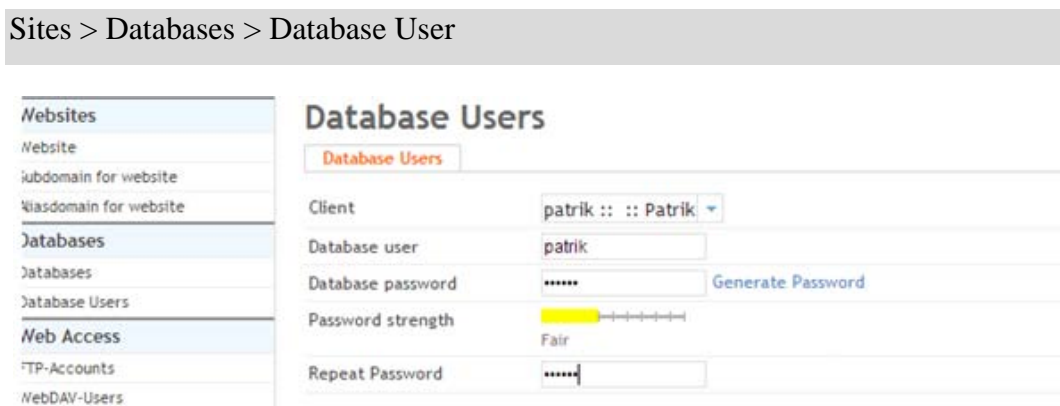 Sites > Databases > Database User
Websites
Website
Subdomain for website
Aliasdomain for website
Databases
Databases
Database Users
Web Access
FTP-Accounts
WebDAV-Users
Database Users
Database Users
Client patrik :: :: Patrik
Database user patrik
Database password •••••• Generate Password
Password strength
Fair
Repeat Password ••••••